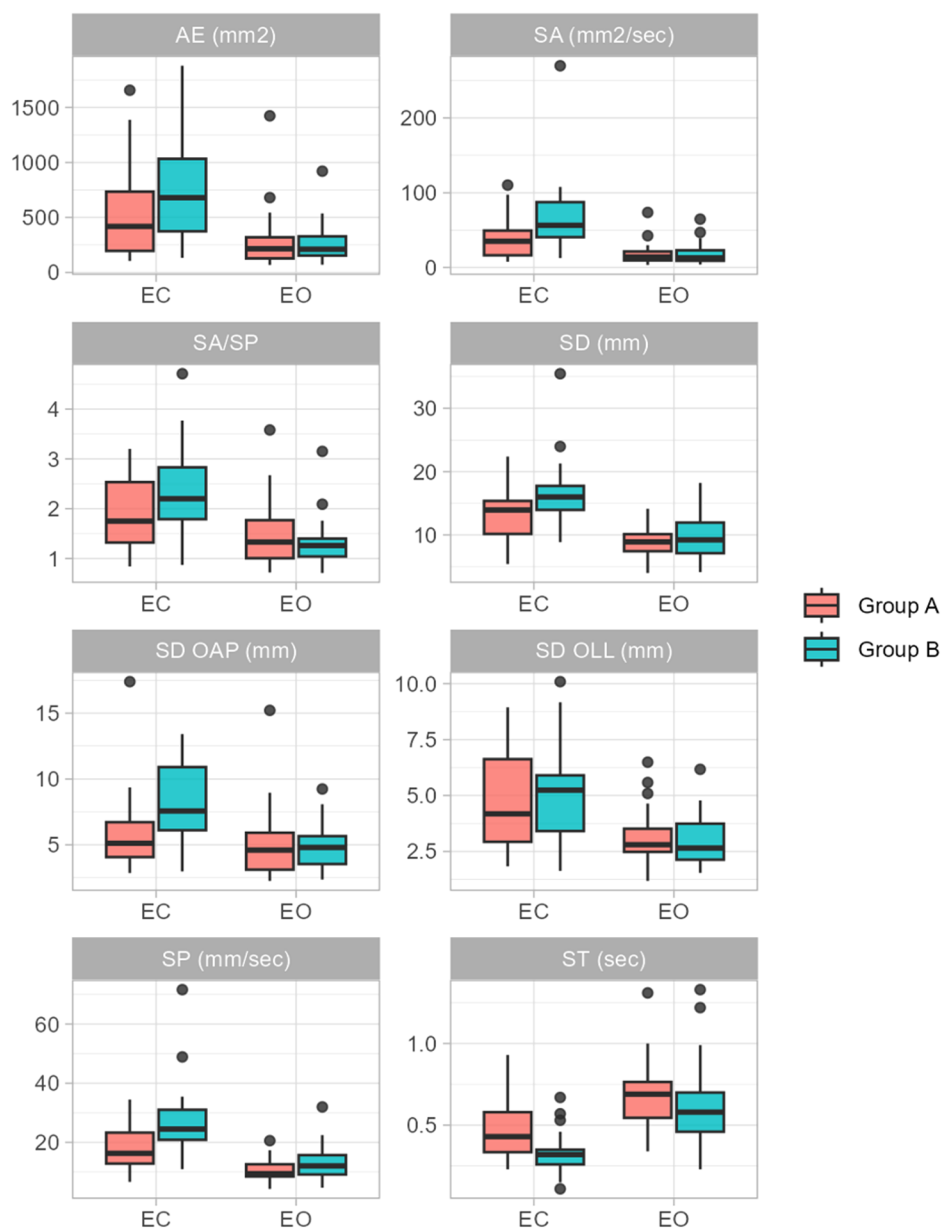 AE (mm2)
SA (mm2/sec)
1500
1000
500
0
EC
EO
200
100
0
EC
EO
SA/SP
SD (mm)
4
3
2
1
EC
EO
30
20
10
EC
EO
Group A
Group B
SD OAP (mm)
SD OLL (mm)
15
10
5
EC
EO
10.0
7.5
5.0
2.5
EC
EO
SP (mm/sec)
ST (sec)
60
40
20
EC
EO
1.0
0.5
EC
EO